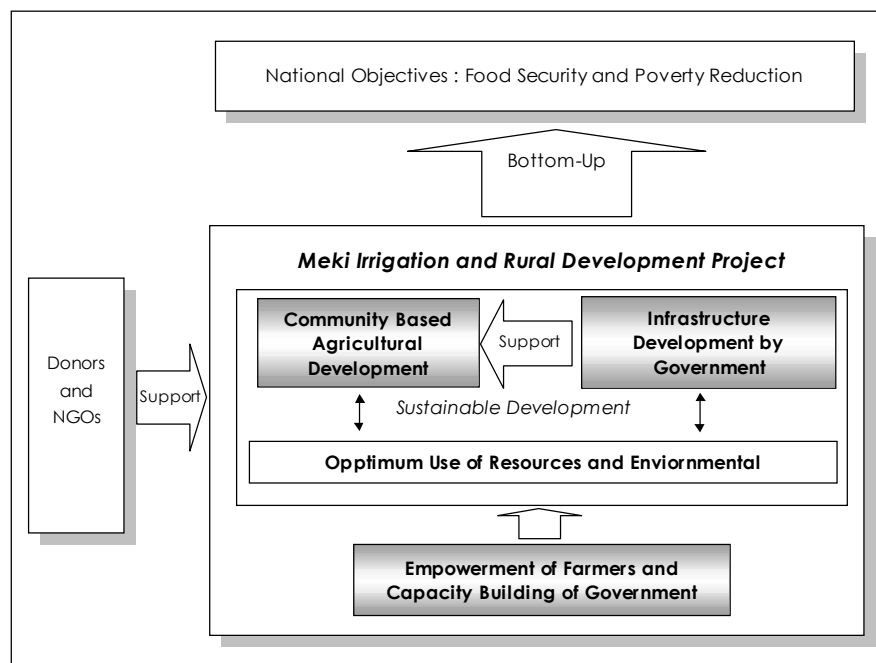 National Objectives : Food Security and Poverty Reduction
Bottom-Up
Meki Irrigation and Rural Development Project
Community Based
Agricultural
Development
Support
Infrastructure
Development by
Government
Donors
and
NGOs
Support
Sustainable Development
Opptimum Use of Resources and Enviornmental
Empowerment of Farmers and
Capacity Building of Government